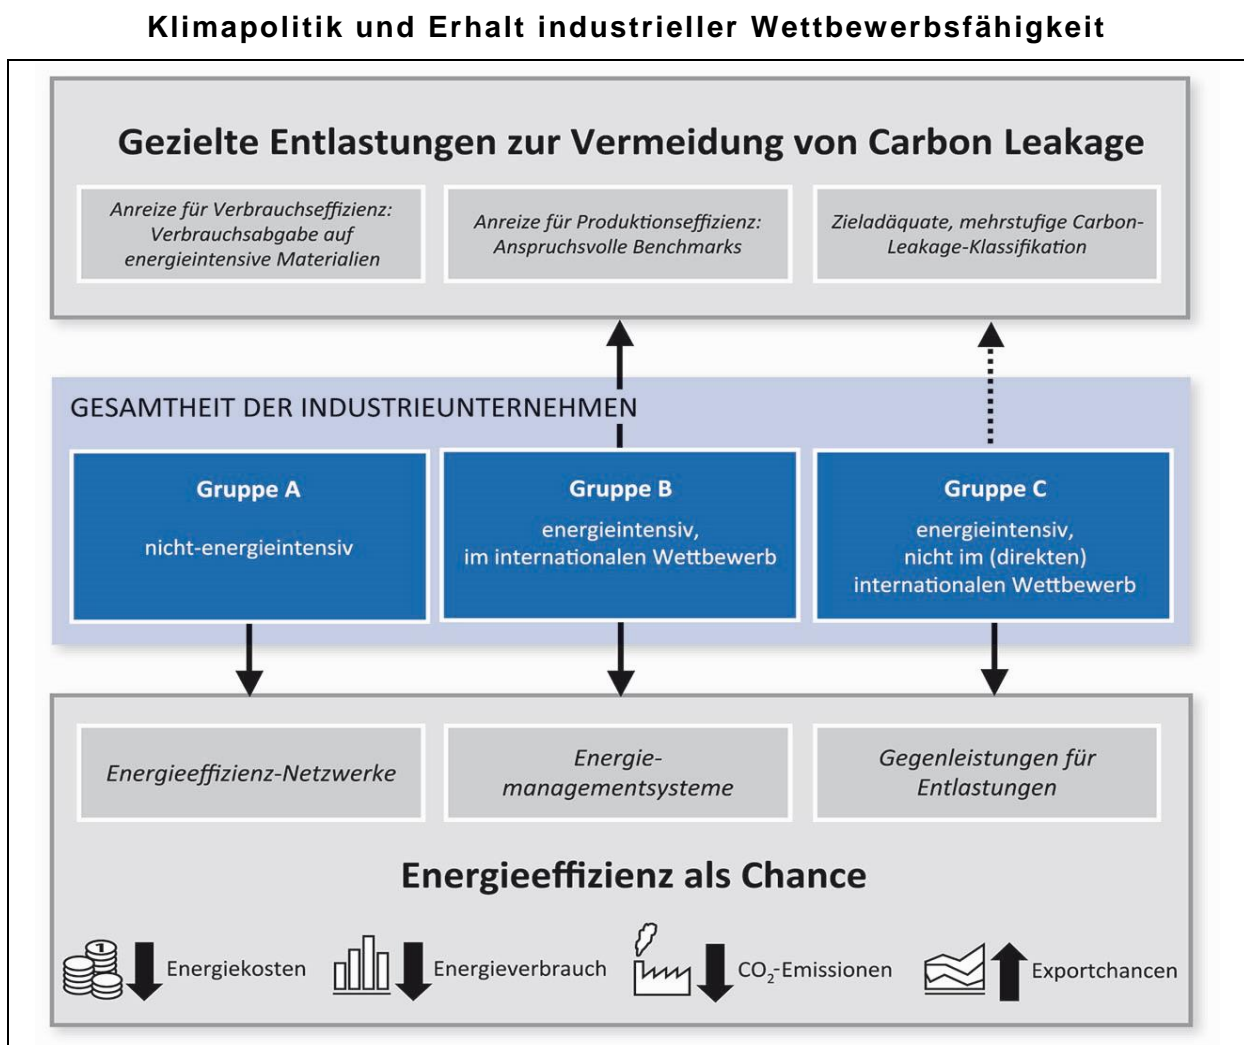 Klimapolitik und Erhalt industrieller Wettbewerbsfähigkeit
Gezielte Entlastungen zur Vermeidung von Carbon Leakage
Anreize für Verbrauchseffizienz:
Verbrauchsabgabe auf
energieintensive Materialien
Anreize für Produktionseffizienz:
Anspruchsvolle Benchmarks
Zieladäquate, mehrstufige Carbon-
Leakage-Klassifikation
GESAMTHEIT DER INDUSTRIEUNTERNEHMEN
Gruppe A
nicht-energieintensiv
Gruppe B
energieintensiv,
im internationalen Wettbewerb
Gruppe C
energieintensiv,
nicht im (direkten)
internationalen Wettbewerb
Energieeffizienz-Netzwerke
Energie-
managementsysteme
Gegenleistungen für
Entlastungen
Energieeffizienz als Chance
1
Energiekosten
Energieverbrauch
CO₂-Emissionen
Exportchancen